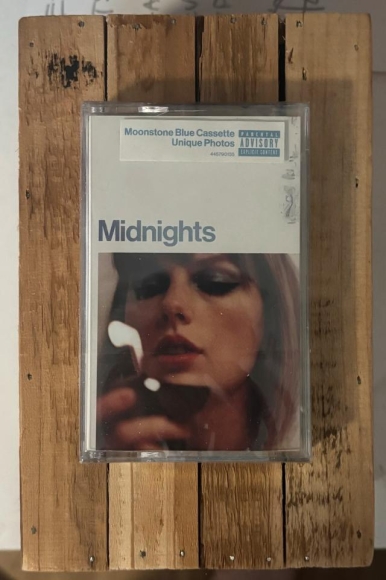 Moonstone Blue Cassette
Unique Photos
PARENTAL
ADVISORY
EXPLICIT CONTENT
Midnights